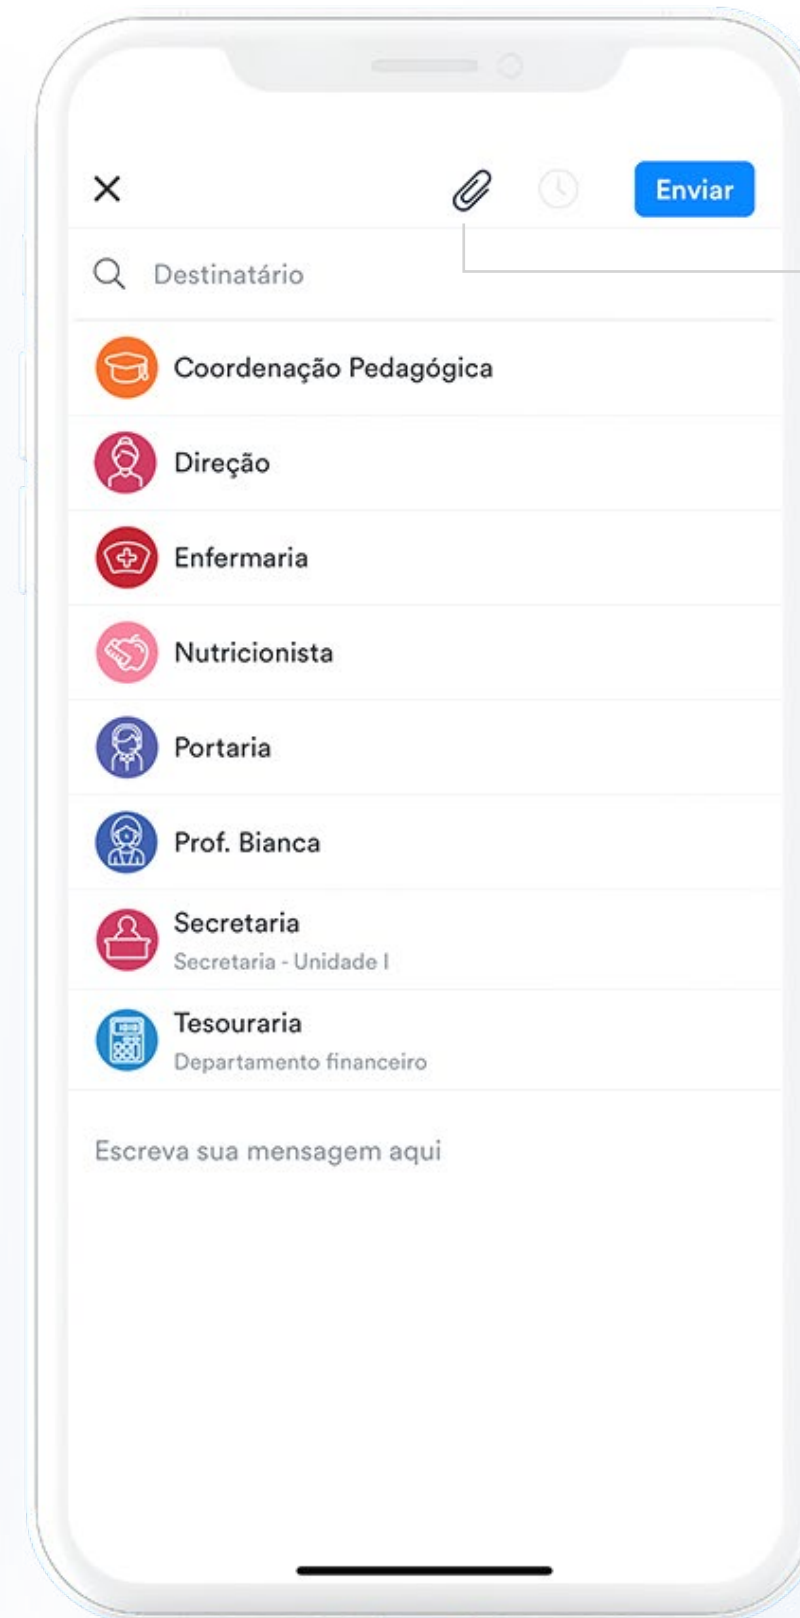 Enviar
Destinatário
Coordenação Pedagógica
Direção
Enfermaria
Nutricionista
Portaria
Prof. Bianca
Secretaria
Secretaria - Unidade I
Tesouraria
Departamento financeiro
Escreva sua mensagem aqui